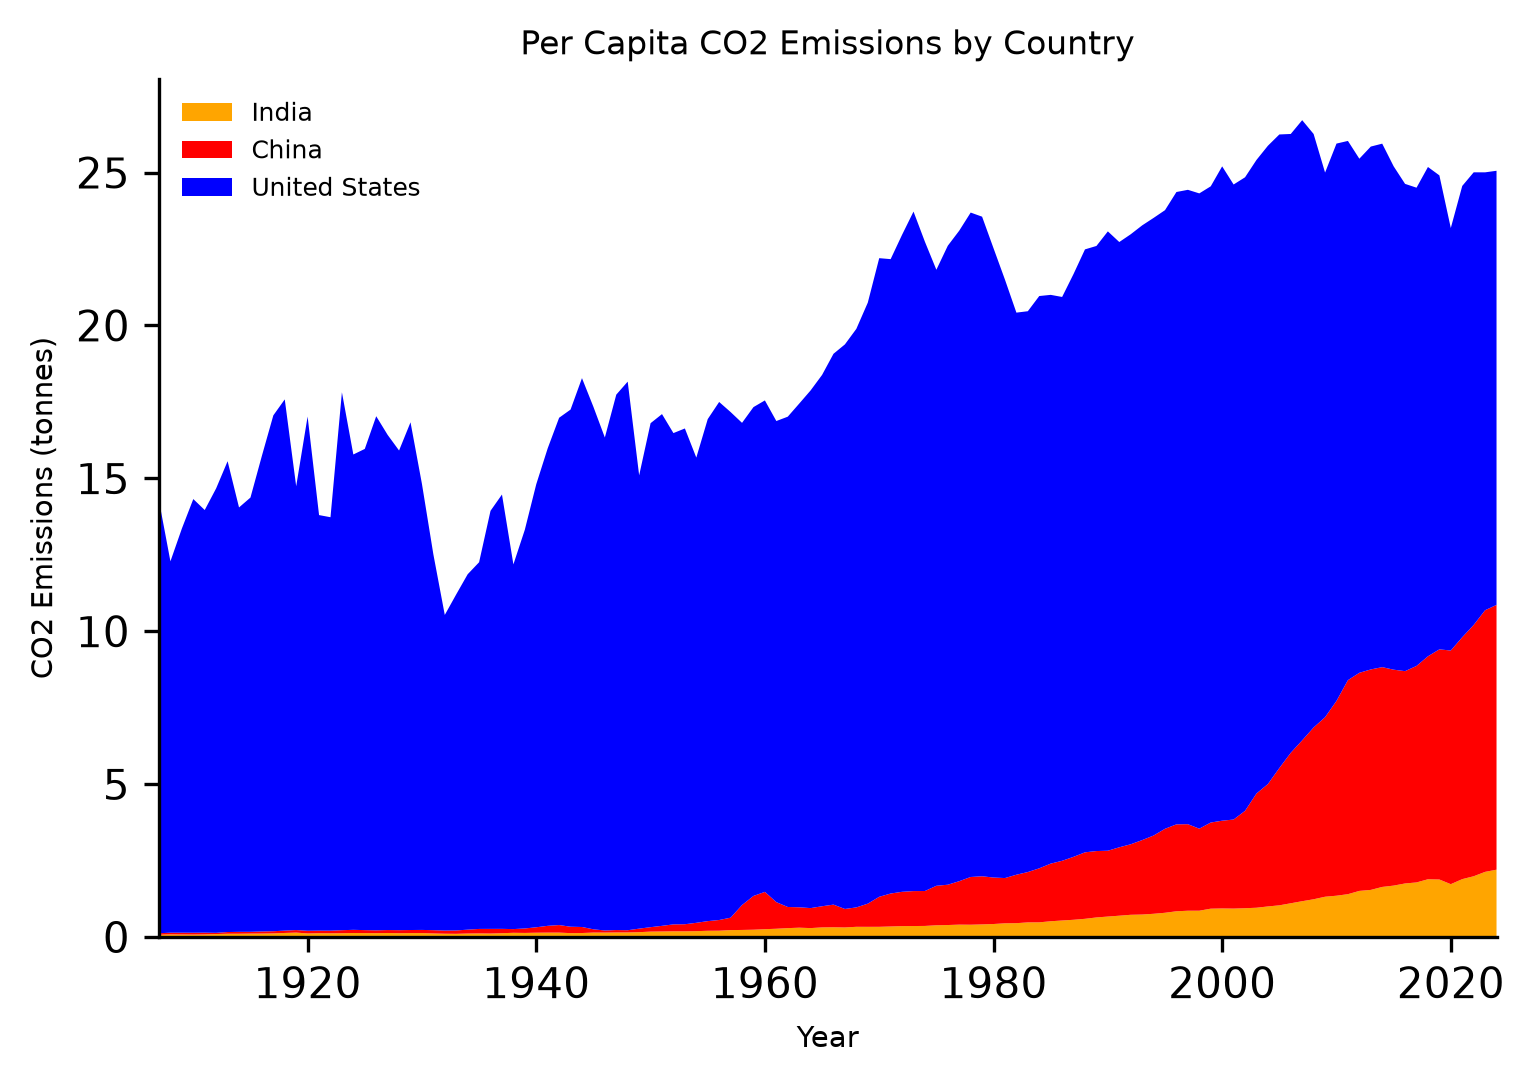 Per Capita CO2 Emissions by Country
India
China
United States
CO2 Emissions (tonnes)
25
20
15
10
5
0
1920 1940 1960 1980 2000 2020
Year